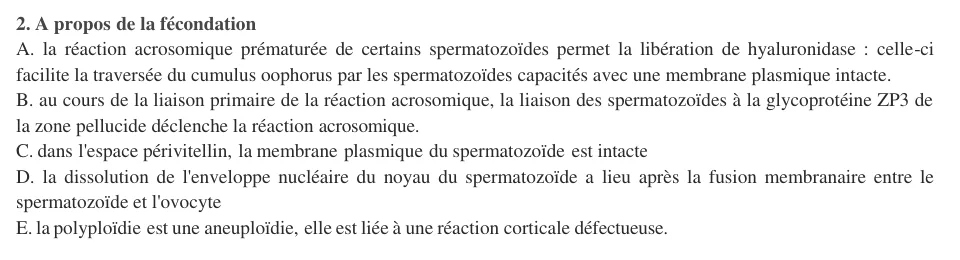 2. A propos de la fécondation
A. la réaction acrosomique prématurée de certains spermatozoïdes permet la libération de hyaluronidase : celle-ci
facilite la traversée du cumulus oophorus par les spermatozoïdes capacités avec une membrane plasmique intacte.
B. au cours de la liaison primaire de la réaction acrosomique, la liaison des spermatozoïdes à la glycoprotéine ZP3 de
la zone pellucide déclenche la réaction acrosomique.
C. dans l'espace périvitellin, la membrane plasmique du spermatozoïde est intacte
D. la dissolution de l'enveloppe nucléaire du noyau du spermatozoïde a lieu après la fusion membranaire entre le
spermatozoïde et l'ovocyte
E. la polyploïdie est une aneuploïdie, elle est liée à une réaction corticale défectueuse.